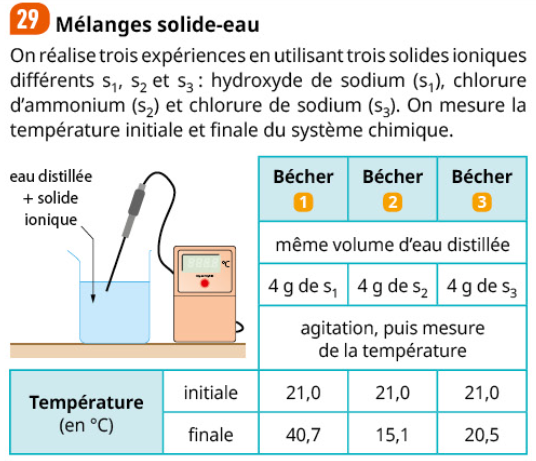 29 Mélanges solide-eau
On réalise trois expériences en utilisant trois solides ioniques
différents s₁, s₂ et s₃ : hydroxyde de sodium (s₁), chlorure
d'ammonium (s₂) et chlorure de sodium (s₃). On mesure la
température initiale et finale du système chimique.
eau distillée
+ solide
ionique
°C
Bécher 1 Bécher 2 Bécher 3
même volume d'eau distillée
4 g de s₁ 4 g de s₂ 4 g de s₃
agitation, puis mesure
de la température
Température
(en °C)
initiale 21,0 21,0 21,0
finale 40,7 15,1 20,5